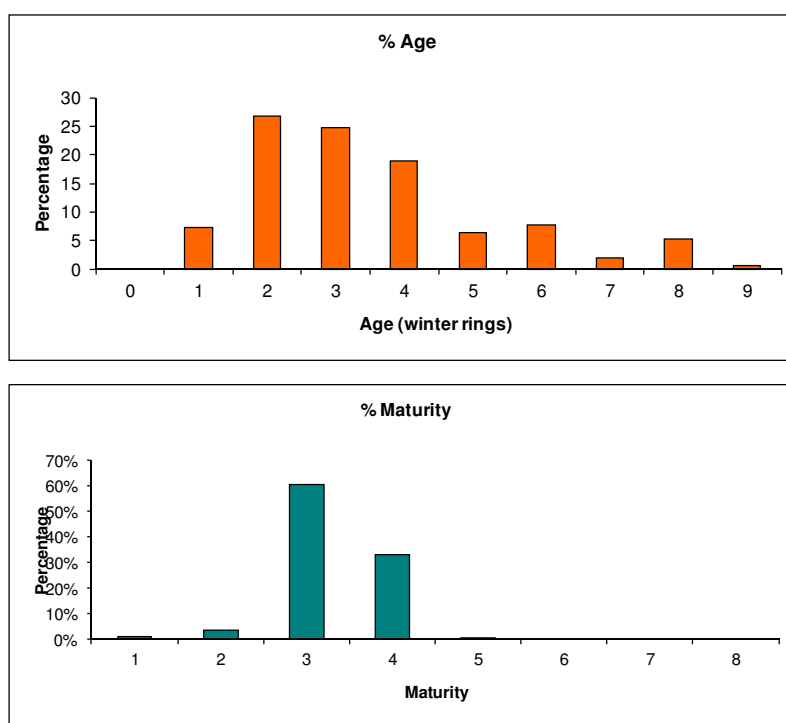 % Age
30
25
20
15
10
5
0
Percentage
0 1 2 3 4 5 6 7 8 9
Age (winter rings)
% Maturity
70%
60%
50%
40%
30%
20%
10%
0%
Percentage
1 2 3 4 5 6 7 8
Maturity